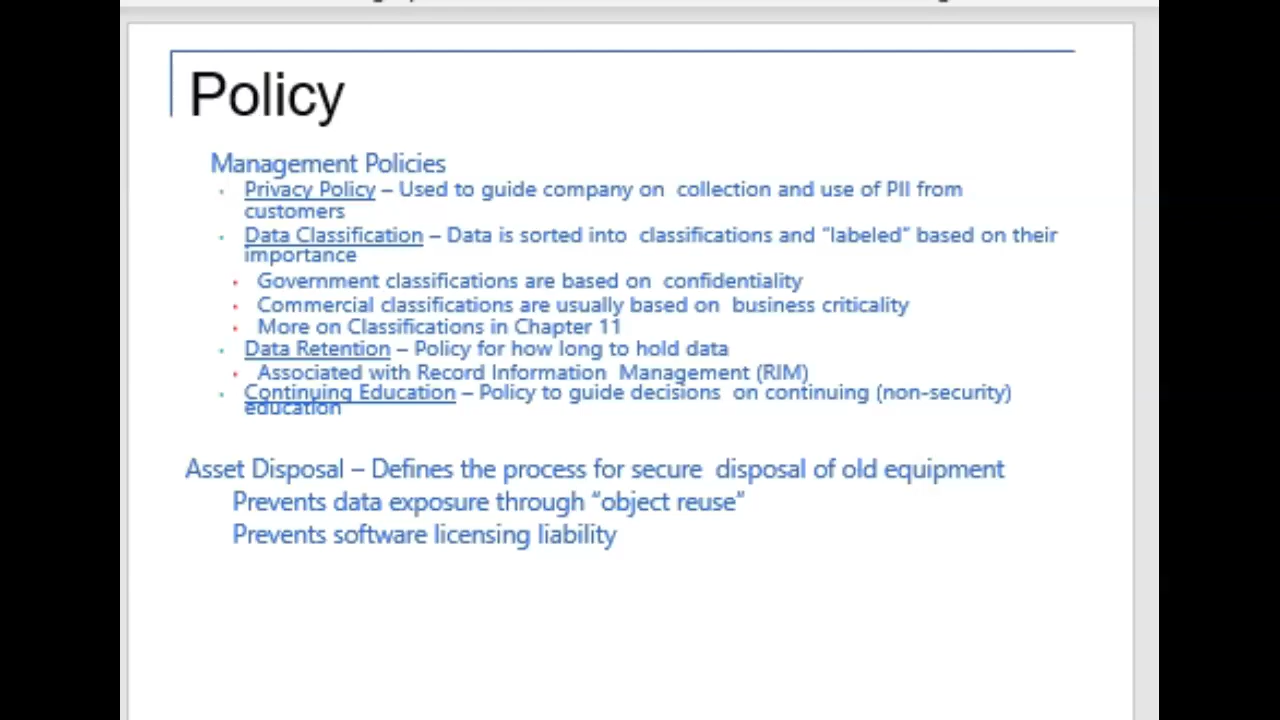 Policy
Management Policies
Privacy Policy – Used to guide company on collection and use of PII from
customers
Data Classification – Data is sorted into classifications and “labeled” based on their
importance
Government classifications are based on confidentiality
Commercial classifications are usually based on business criticality
More on Classifications in Chapter 11
Data Retention – Policy for how long to hold data
Associated with Record Information Management (RIM)
Continuing Education – Policy to guide decisions on continuing (non-security)
education
Asset Disposal – Defines the process for secure disposal of old equipment
Prevents data exposure through “object reuse”
Prevents software licensing liability